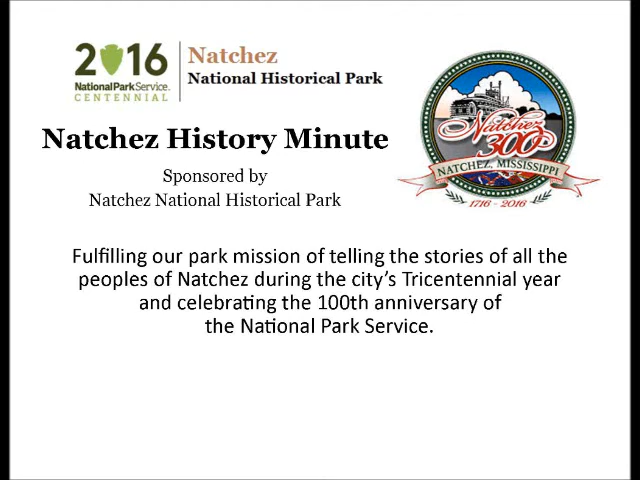 2016
National Park Service™
CENTENNIAL
Natchez
National Historical Park
Natchez History Minute
Sponsored by
Natchez National Historical Park
Natchez
300
NATCHEZ, MISSISSIPPI
1716 - 2016
Fulfilling our park mission of telling the stories of all the
peoples of Natchez during the city’s Tricentennial year
and celebrating the 100th anniversary of
the National Park Service.